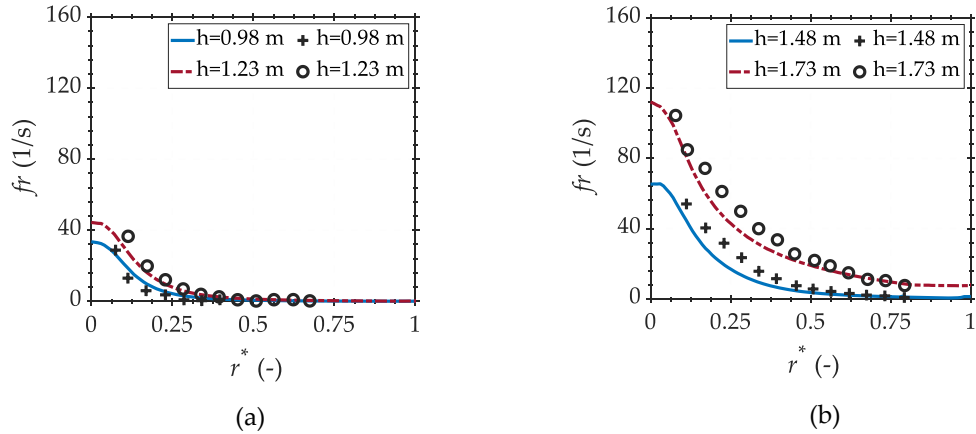 160
120
80
40
0
fr (1/s)
h=0.98 m h=0.98 m
h=1.23 m h=1.23 m
0 0.25 0.5 0.75 1
r* (-)
(a)
160
120
80
40
0
fr (1/s)
h=1.48 m h=1.48 m
h=1.73 m h=1.73 m
0 0.25 0.5 0.75 1
r* (-)
(b)